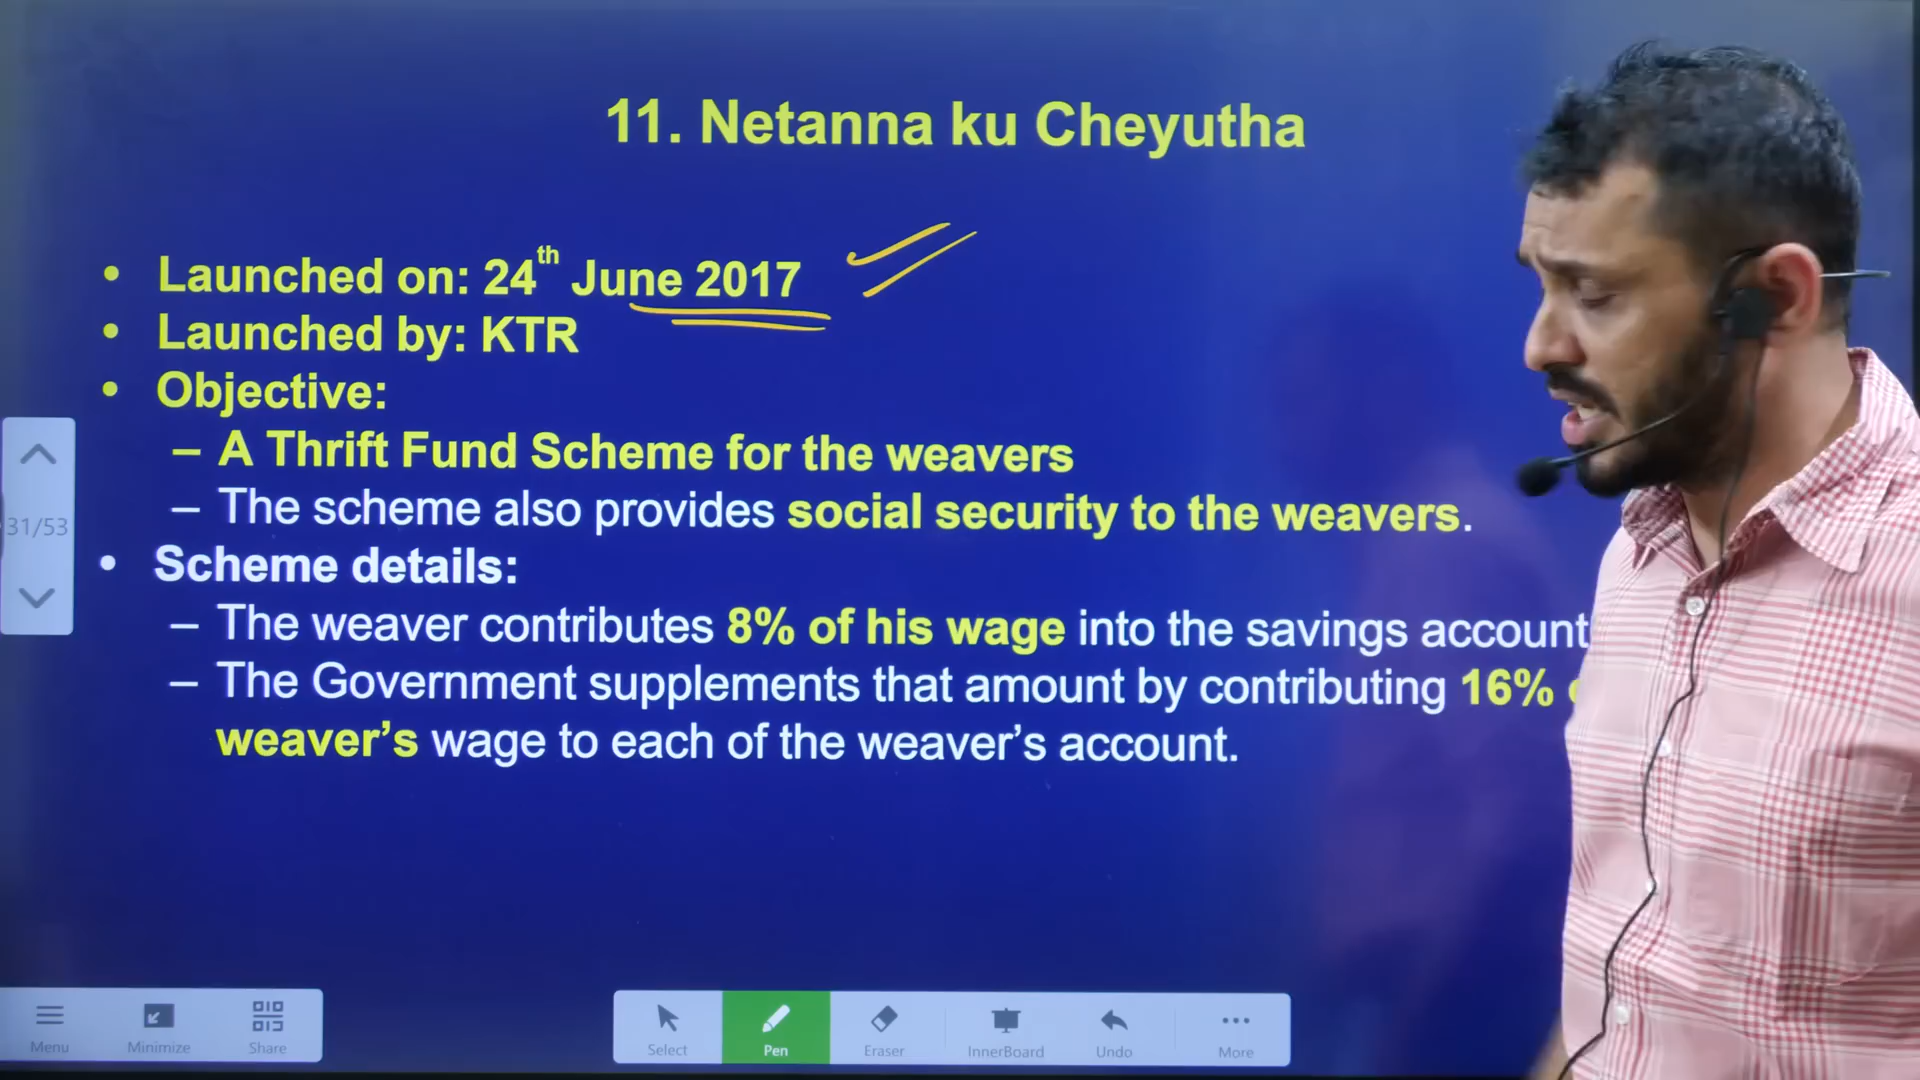 11. Netanna ku Cheyutha
• Launched on: 24th June 2017
• Launched by: KTR
• Objective:
– A Thrift Fund Scheme for the weavers
– The scheme also provides social security to the weavers.
31/53
• Scheme details:
– The weaver contributes 8% of his wage into the savings account
– The Government supplements that amount by contributing 16%
weaver’s wage to each of the weaver’s account.
Menu Minimize Share Select Pen Eraser InnerBoard Undo More